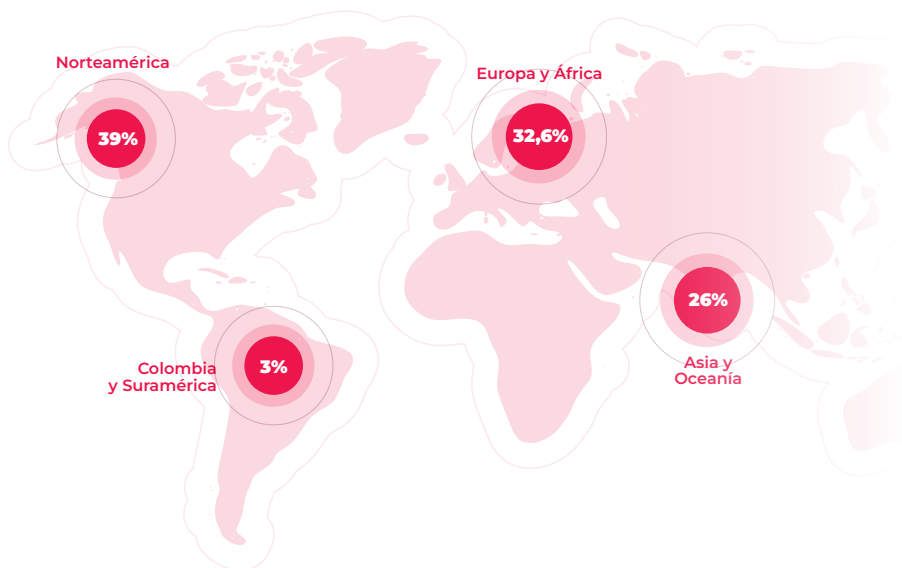 Norteamérica
39%
Europa y África
32,6%
26%
Asia y
Oceanía
Colombia
y Suramérica
3%